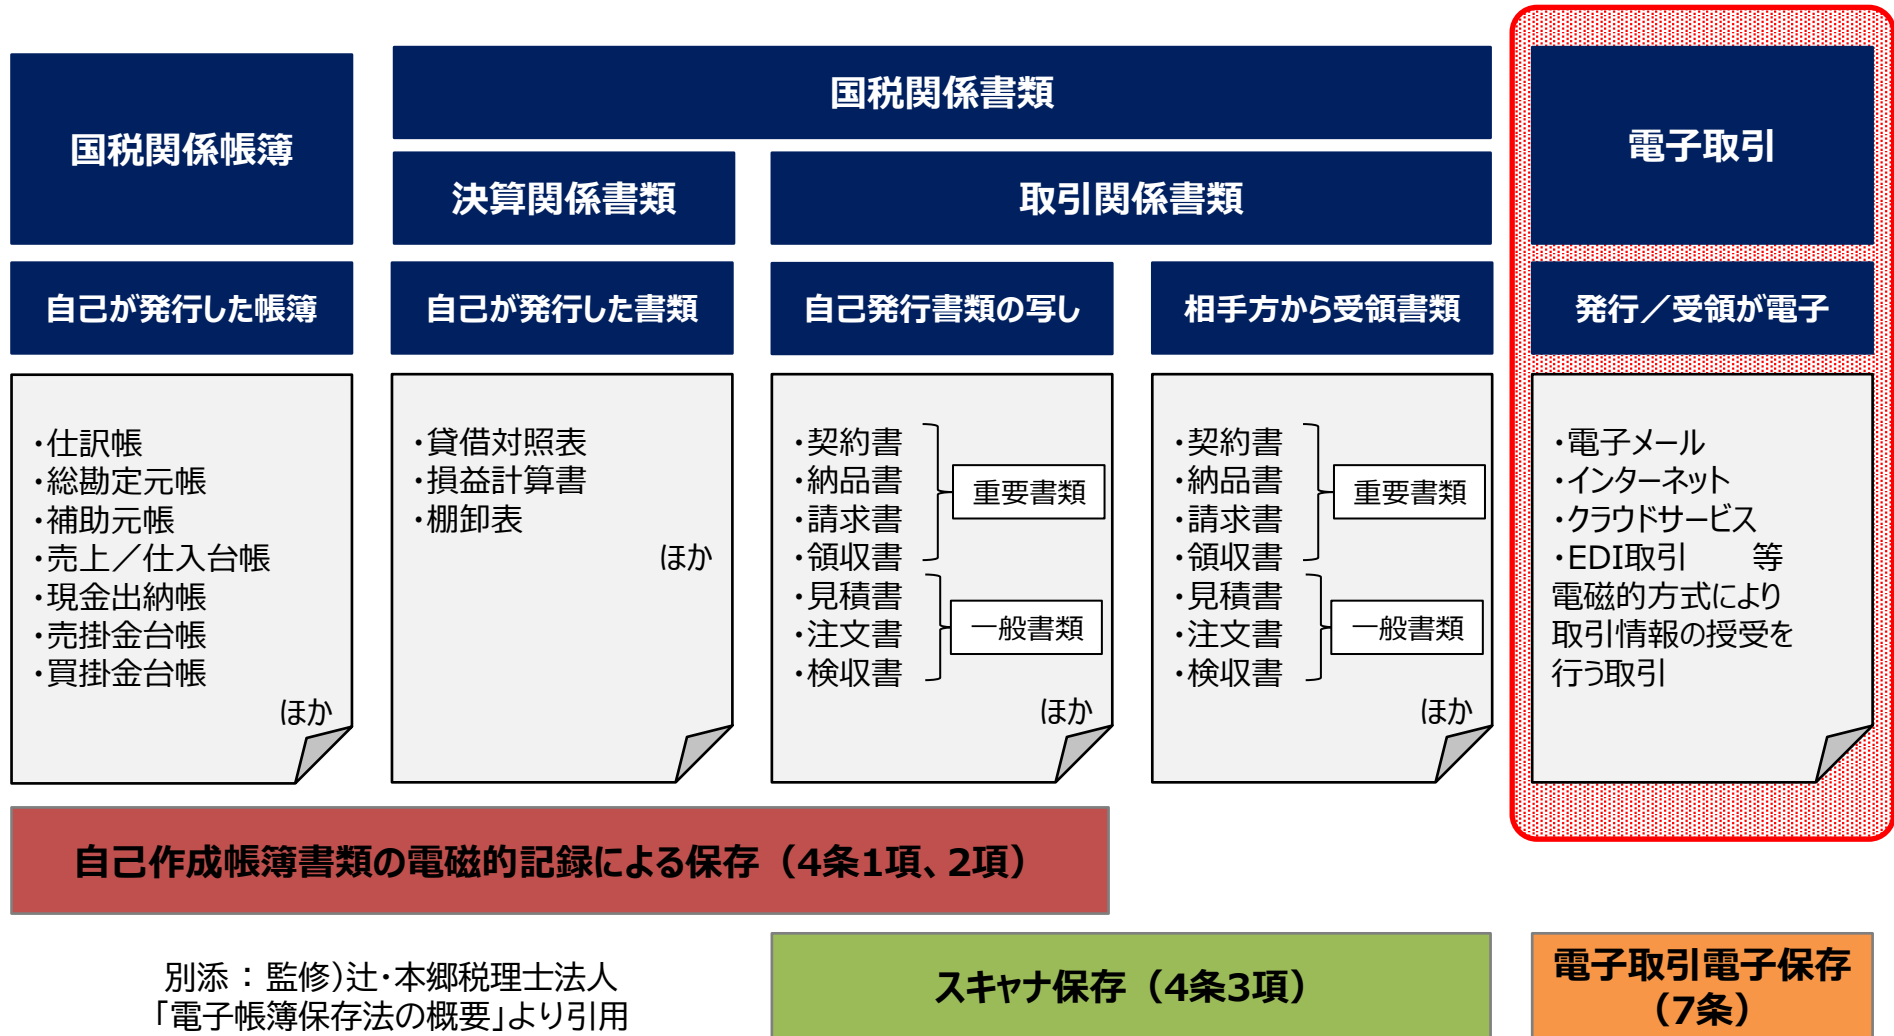 国税関係帳簿
国税関係書類
決算関係書類
取引関係書類
電子取引
自己が発行した帳簿
自己が発行した書類
自己発行書類の写し
相手方から受領書類
発行／受領が電子
・仕訳帳
・総勘定元帳
・補助元帳
・売上／仕入台帳
・現金出納帳
・売掛金台帳
・買掛金台帳
ほか
・貸借対照表
・損益計算書
・棚卸表
ほか
・契約書
・納品書
・請求書
・領収書
重要書類
・見積書
・注文書
・検収書
一般書類
ほか
・契約書
・納品書
・請求書
・領収書
重要書類
・見積書
・注文書
・検収書
一般書類
ほか
・電子メール
・インターネット
・クラウドサービス
・EDI取引　　等
電磁的方式により
取引情報の授受を
行う取引
自己作成帳簿書類の電磁的記録による保存（4条1項、2項）
別添：監修）辻・本郷税理士法人
「電子帳簿保存法の概要」より引用
スキャナ保存（4条3項）
電子取引電子保存
（7条）